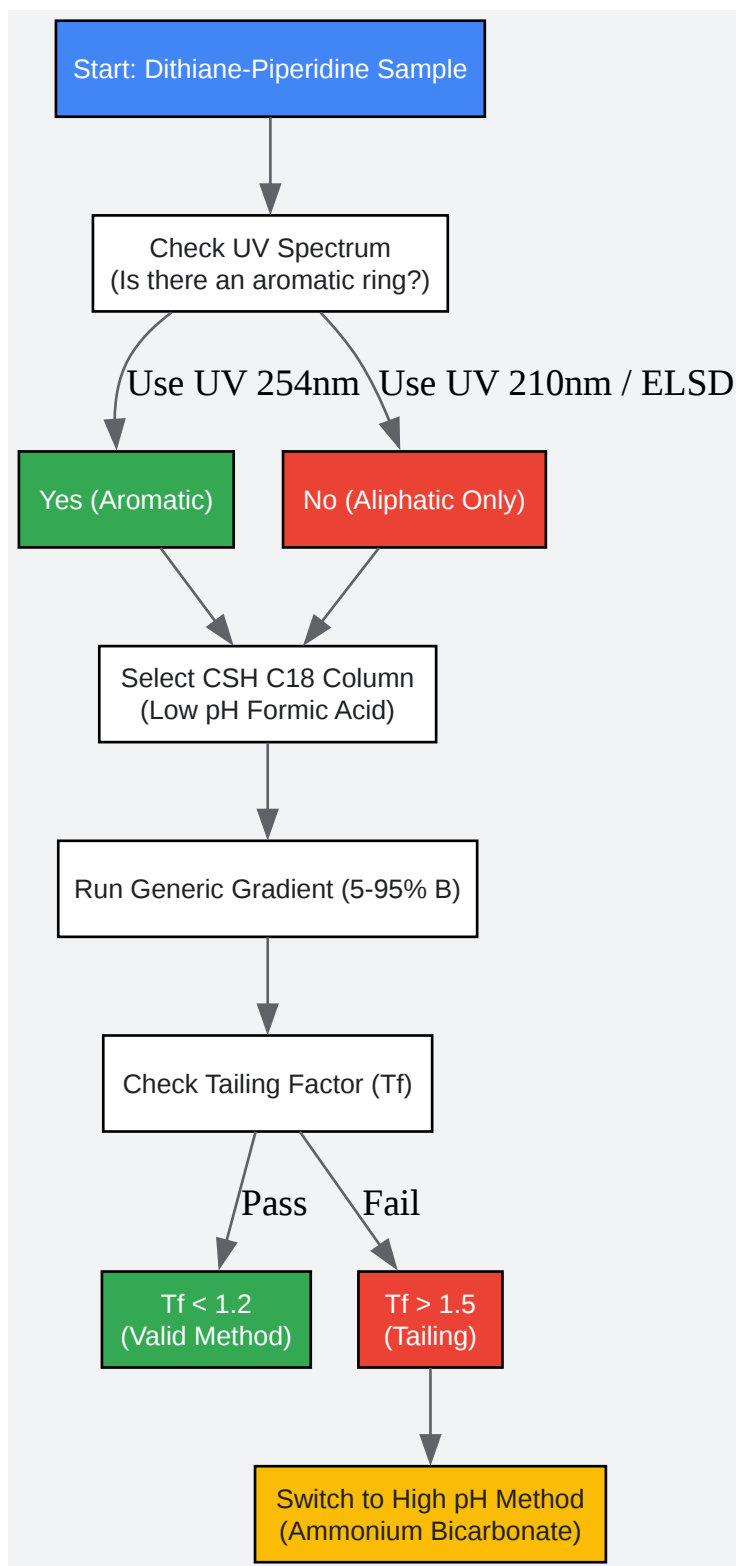 Start: Dithiane-Piperidine Sample
Check UV Spectrum
(Is there an aromatic ring?)
Use UV 254nm
Use UV 210nm / ELSD
Yes (Aromatic)
No (Aliphatic Only)
Select CSH C18 Column
(Low pH Formic Acid)
Run Generic Gradient (5-95% B)
Check Tailing Factor (Tf)
Pass
Fail
Tf < 1.2
(Valid Method)
Tf > 1.5
(Tailing)
Switch to High pH Method
(Ammonium Bicarbonate)